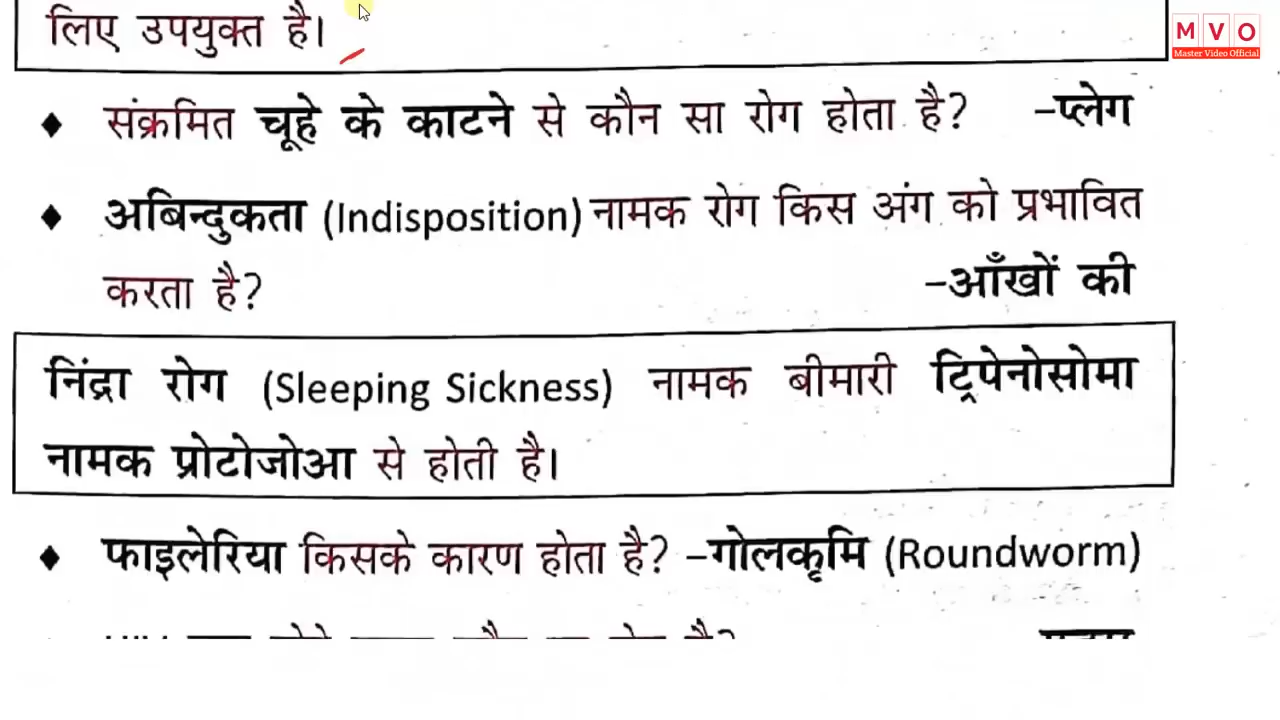 लिए उपयुक्त है।
M V O
Master Video Official
♦ संक्रमित चूहे के काटने से कौन सा रोग होता है? -प्लेग
♦ अबिन्दुकता (Indisposition) नामक रोग किस अंग को प्रभावित
करता है? -आँखों की
निंद्रा रोग (Sleeping Sickness) नामक बीमारी ट्रिपेनोसोमा
नामक प्रोटोजोआ से होती है।
♦ फाइलेरिया किसके कारण होता है? -गोलकृमि (Roundworm)